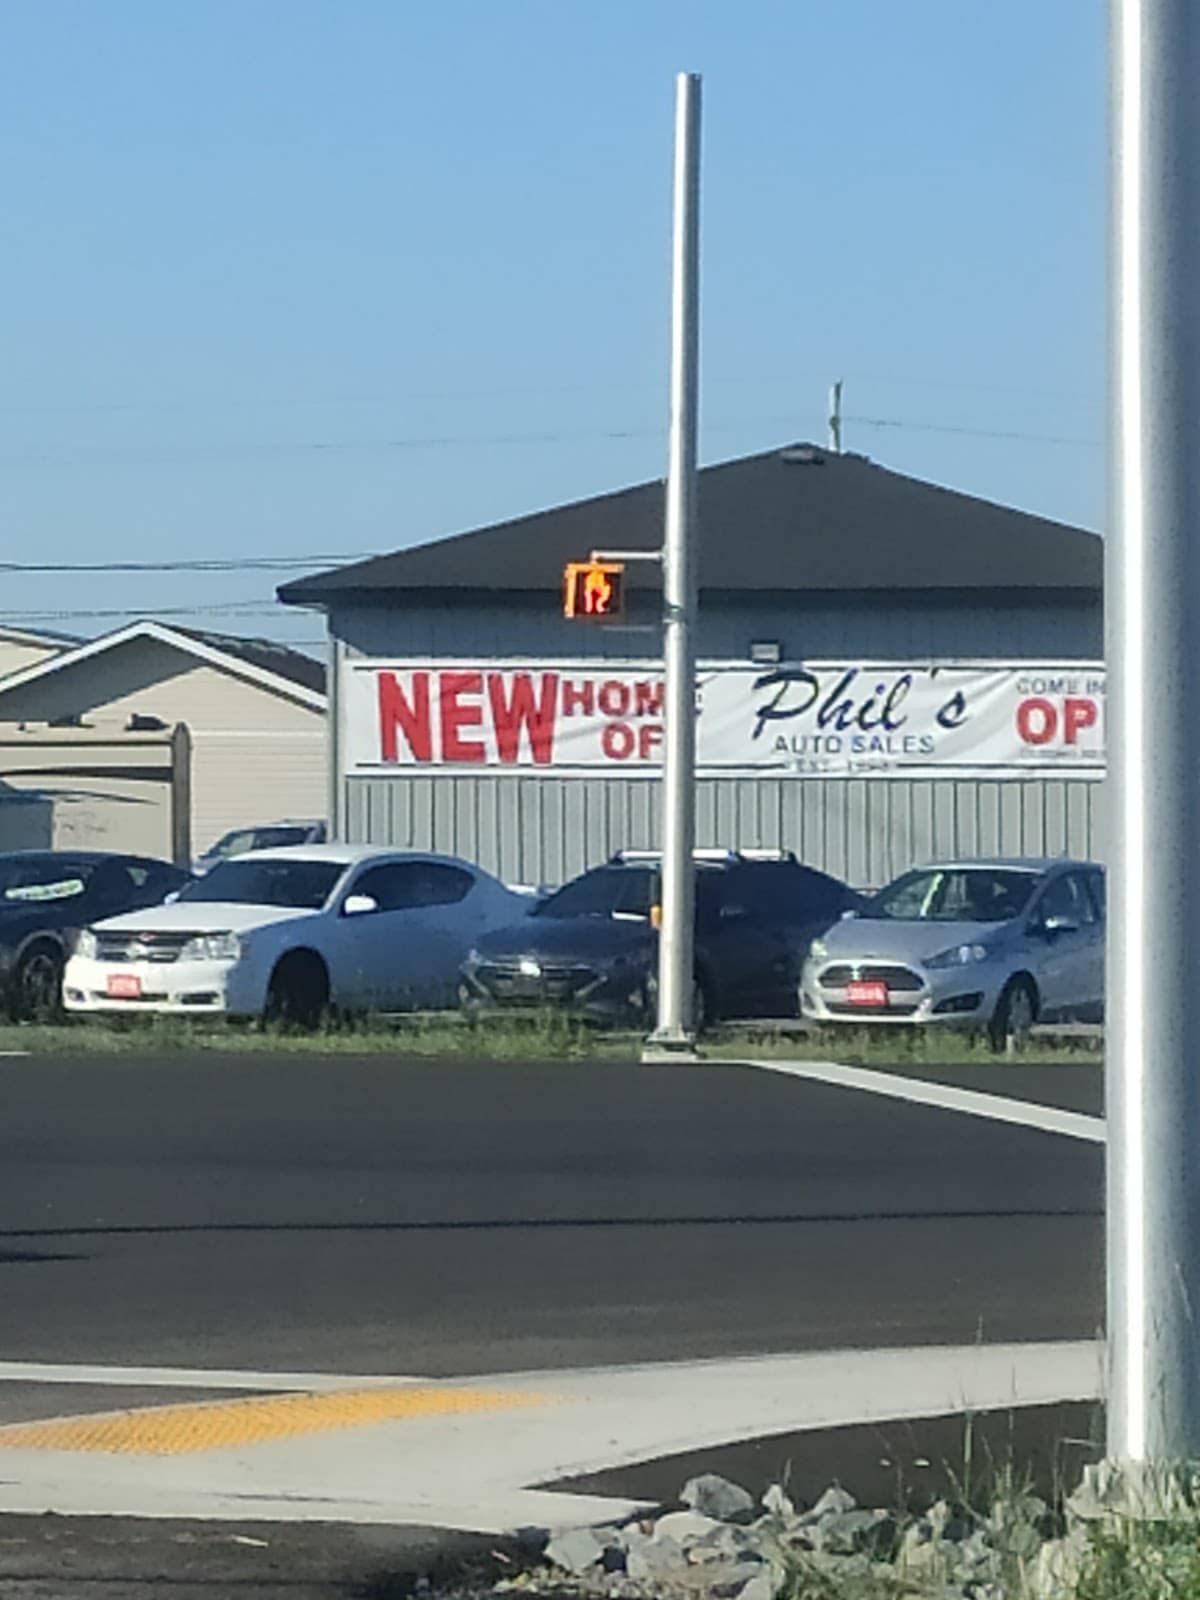 NEW HOME
OF
Phil's
AUTO SALES
COME IN
OP